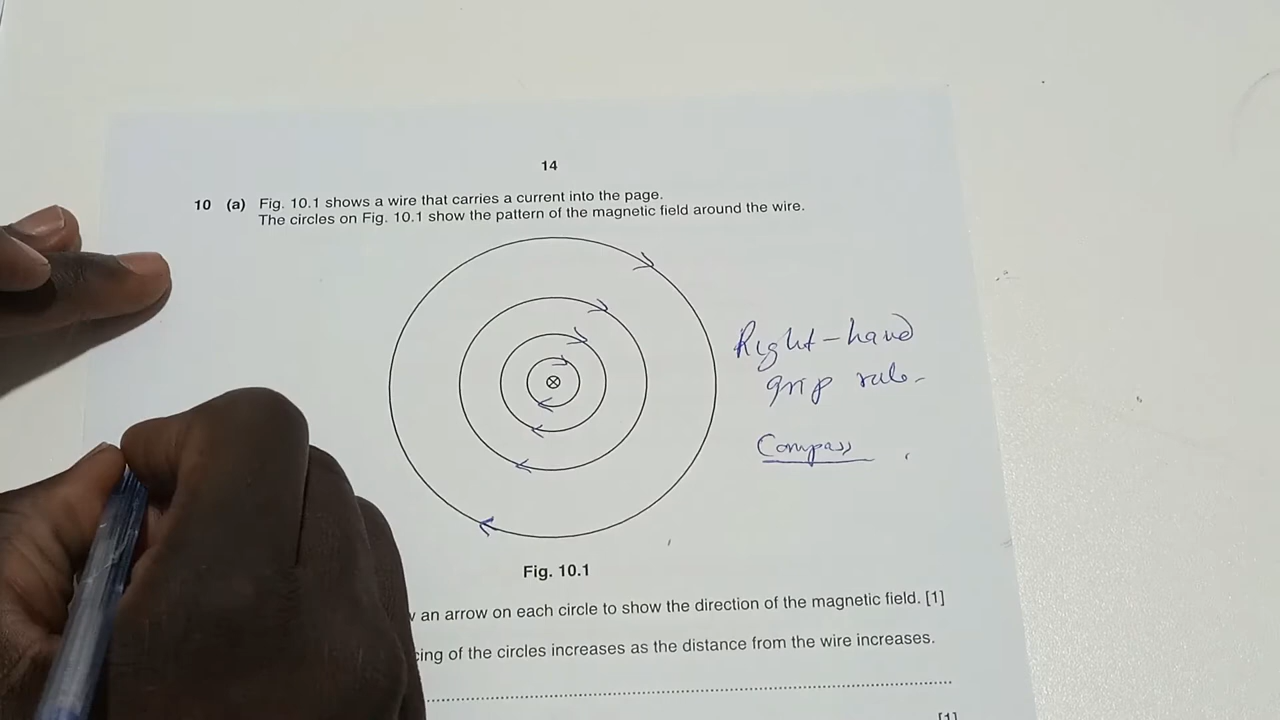 14
10 (a) Fig. 10.1 shows a wire that carries a current into the page.
The circles on Fig. 10.1 show the pattern of the magnetic field around the wire.
Right-hand
grip rule-
Compass
Fig. 10.1
an arrow on each circle to show the direction of the magnetic field. [1]
cing of the circles increases as the distance from the wire increases.
[1]